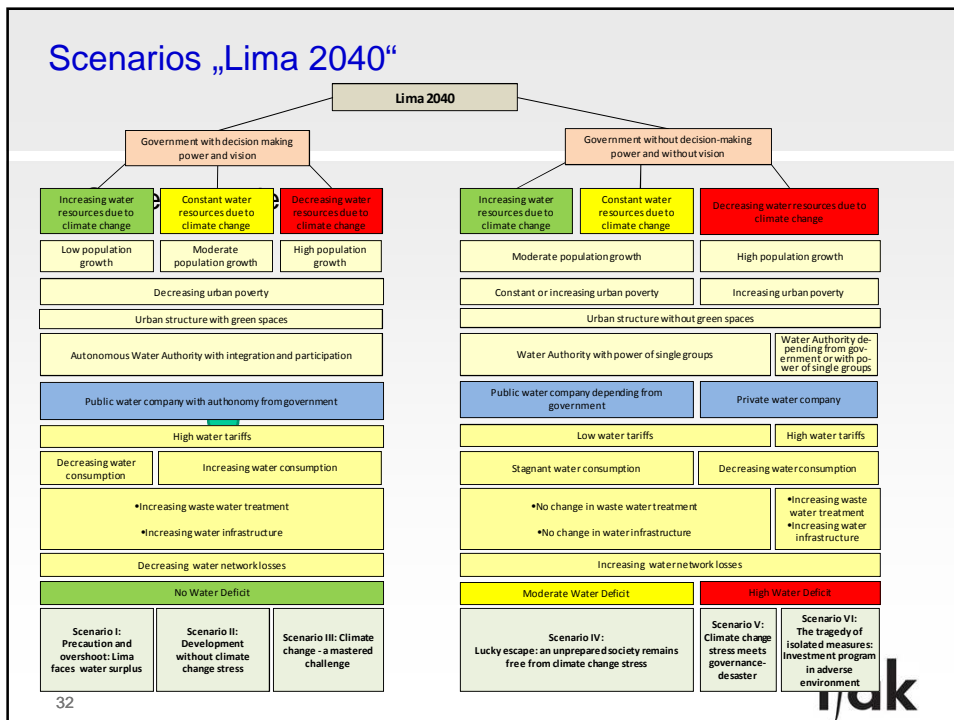 Scenarios „Lima 2040“
Lima 2040
Government with decision making
power and vision
Government without decision-making
power and without vision
Increasing water
resources due to
climate change
Constant water
resources due to
climate change
Decreasing water
resources due to
climate change
Increasing water
resources due to
climate change
Constant water
resources due to
climate change
Decreasing water resources due to
climate change
Low population
growth
Moderate
population growth
High population
growth
Moderate population growth
High population growth
Decreasing urban poverty
Constant or increasing urban poverty
Increasing urban poverty
Urban structure with green spaces
Urban structure without green spaces
Autonomous Water Authority with integration and participation
Water Authority with power of single groups
Water Authority de-
pending from gov-
ernment or with po-
wer of single groups
Public water company with authonomy from government
Public water company depending from
government
Private water company
High water tariffs
Low water tariffs
High water tariffs
Decreasing water
consumption
Increasing water consumption
Stagnant water consumption
Decreasing water consumption
•Increasing waste water treatment
•Increasing water infrastructure
•No change in waste water treatment
•No change in water infrastructure
•Increasing waste
water treatment
•Increasing water
infrastructure
Decreasing water network losses
Increasing water network losses
No Water Deficit
Moderate Water Deficit
High Water Deficit
Scenario I:
Precaution and
overshoot: Lima
faces water surplus
Scenario II:
Development
without climate
change stress
Scenario III: Climate
change - a mastered
challenge
Scenario IV:
Lucky escape: an unprepared society remains
free from climate change stress
Scenario V:
Climate change
stress meets
governance-
desaster
Scenario VI:
The tragedy of
isolated measures:
Investment program
in adverse
environment
32